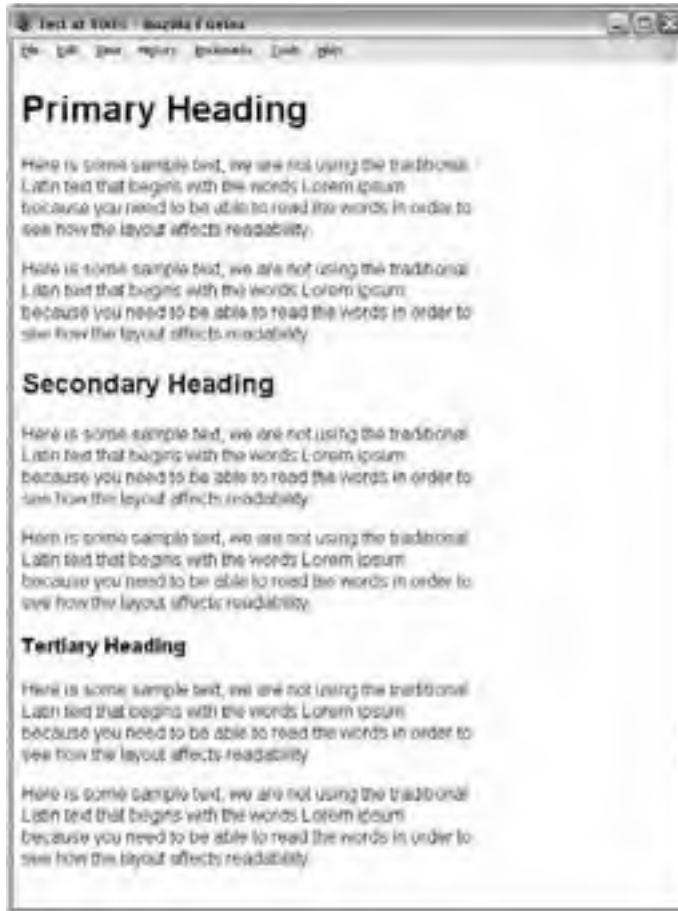 Text at 100% - Mozilla Firefox
File Edit View History Bookmarks Tools Help
Primary Heading
Here is some sample text, we are not using the traditional
Latin text that begins with the words Lorem ipsum
because you need to be able to read the words in order to
see how the layout affects readability.
Here is some sample text, we are not using the traditional
Latin text that begins with the words Lorem ipsum
because you need to be able to read the words in order to
see how the layout affects readability.
Secondary Heading
Here is some sample text, we are not using the traditional
Latin text that begins with the words Lorem ipsum
because you need to be able to read the words in order to
see how the layout affects readability.
Here is some sample text, we are not using the traditional
Latin text that begins with the words Lorem ipsum
because you need to be able to read the words in order to
see how the layout affects readability.
Tertiary Heading
Here is some sample text, we are not using the traditional
Latin text that begins with the words Lorem ipsum
because you need to be able to read the words in order to
see how the layout affects readability.
Here is some sample text, we are not using the traditional
Latin text that begins with the words Lorem ipsum
because you need to be able to read the words in order to
see how the layout affects readability.